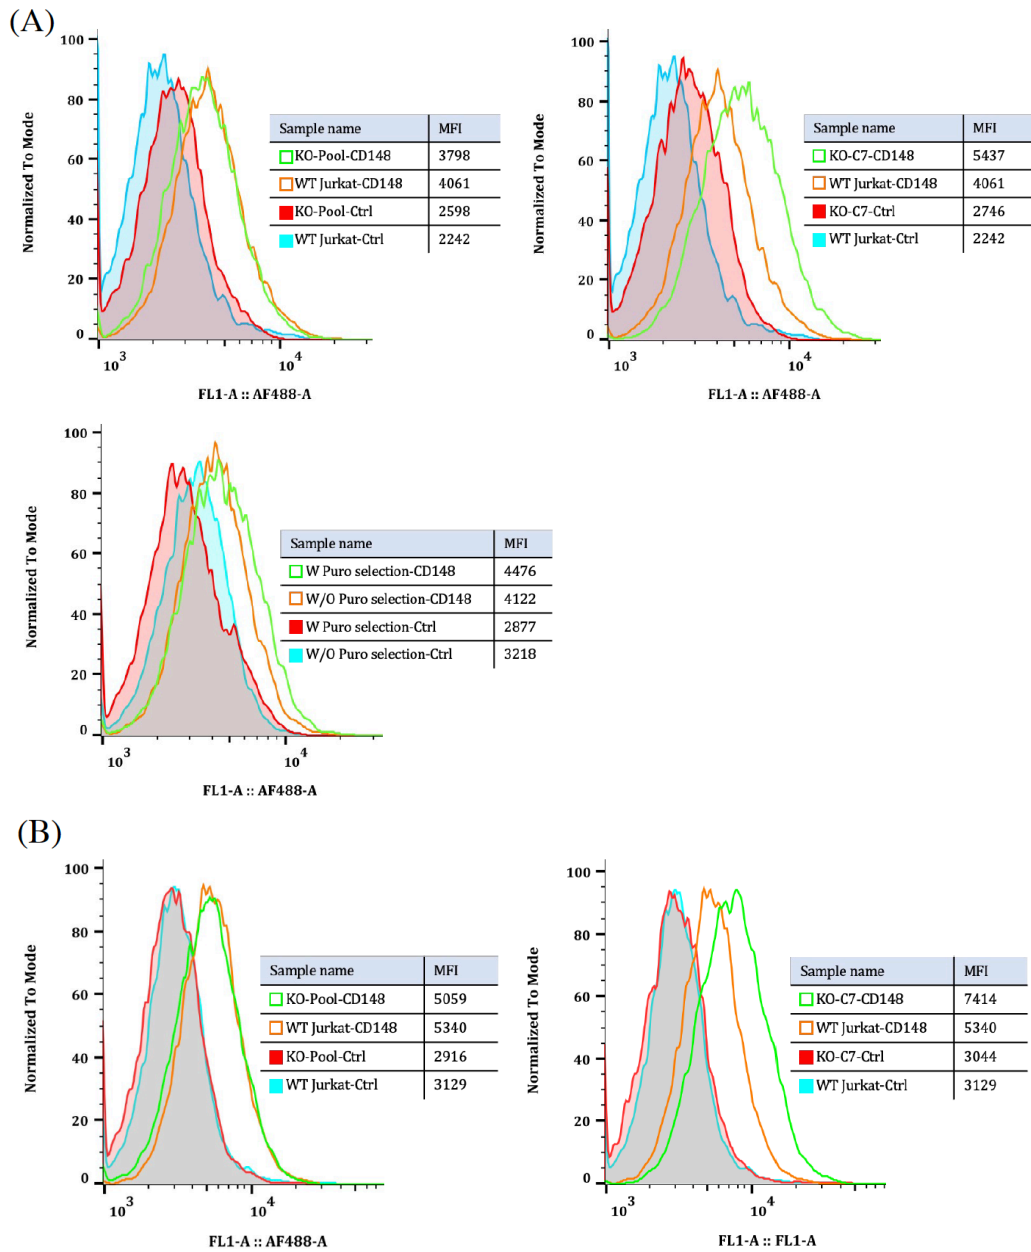 (A)
100
80
60
40
20
0
Normalized To Mode
10^3
10^4
FL1-A :: AF488-A
Sample name MFI
KO-Pool-CD148 3798
WT Jurkat-CD148 4061
KO-Pool-Ctrl 2598
WT Jurkat-Ctrl 2242
100
80
60
40
20
0
Normalized To Mode
10^3
10^4
FL1-A :: AF488-A
Sample name MFI
KO-C7-CD148 5437
WT Jurkat-CD148 4061
KO-C7-Ctrl 2746
WT Jurkat-Ctrl 2242
100
80
60
40
20
0
Normalized To Mode
10^3
10^4
FL1-A :: AF488-A
Sample name MFI
W Puro selection-CD148 4476
W/O Puro selection-CD148 4122
W Puro selection-Ctrl 2877
W/O Puro selection-Ctrl 3218
(B)
100
80
60
40
20
0
Normalized To Mode
10^3
10^4
FL1-A :: AF488-A
Sample name MFI
KO-Pool-CD148 5059
WT Jurkat-CD148 5340
KO-Pool-Ctrl 2916
WT Jurkat-Ctrl 3129
100
80
60
40
20
0
Normalized To Mode
10^3
10^4
FL1-A :: FL1-A
Sample name MFI
KO-C7-CD148 7414
WT Jurkat-CD148 5340
KO-C7-Ctrl 3044
WT Jurkat-Ctrl 3129